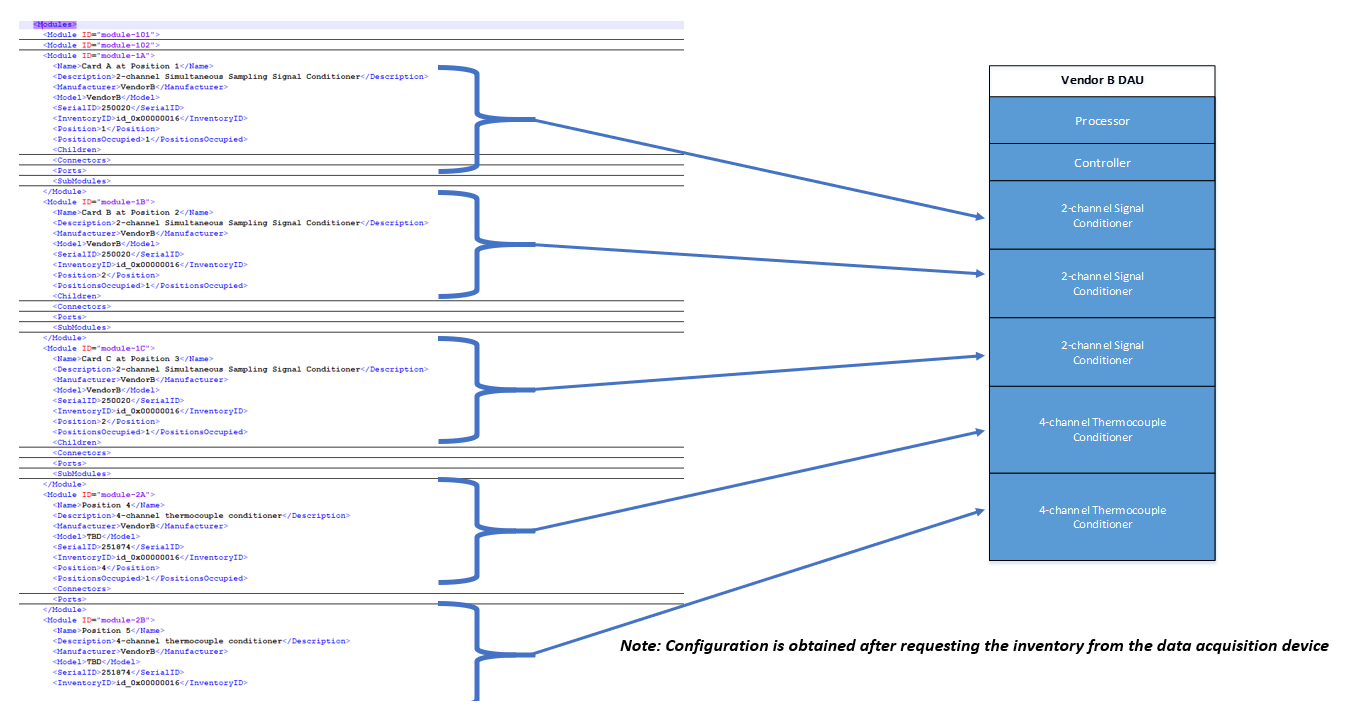 <Modules>
<Module ID="module-101">
<Module ID="module-102">
<Module ID="module-1A">
<Name>Card A at Position 1</Name>
<Description>2-channel Simultaneous Sampling Signal Conditioner</Description>
<Manufacturer>VendorB</Manufacturer>
<Model>VendorB</Model>
<SerialID>250020</SerialID>
<InventoryID>id_0x00000016</InventoryID>
<Position>1</Position>
<PositionsOccupied>1</PositionsOccupied>
<Children>
<Connectors>
<Ports>
<SubModules>
</Module>
<Module ID="module-1B">
<Name>Card B at Position 2</Name>
<Description>2-channel Simultaneous Sampling Signal Conditioner</Description>
<Manufacturer>VendorB</Manufacturer>
<Model>VendorB</Model>
<SerialID>250020</SerialID>
<InventoryID>id_0x00000016</InventoryID>
<Position>2</Position>
<PositionsOccupied>1</PositionsOccupied>
<Children>
<Connectors>
<Ports>
<SubModules>
</Module>
<Module ID="module-1C">
<Name>Card C at Position 3</Name>
<Description>2-channel Simultaneous Sampling Signal Conditioner</Description>
<Manufacturer>VendorB</Manufacturer>
<Model>VendorB</Model>
<SerialID>250020</SerialID>
<InventoryID>id_0x00000016</InventoryID>
<Position>2</Position>
<PositionsOccupied>1</PositionsOccupied>
<Children>
<Connectors>
<Ports>
<SubModules>
</Module>
<Module ID="module-2A">
<Name>Position 4</Name>
<Description>4-channel thermocouple conditioner</Description>
<Manufacturer>VendorB</Manufacturer>
<Model>TBD</Model>
<SerialID>251874</SerialID>
<InventoryID>id_0x00000016</InventoryID>
<Position>4</Position>
<PositionsOccupied>1</PositionsOccupied>
<Connectors>
<Ports>
</Module>
<Module ID="module-2B">
<Name>Position 5</Name>
<Description>4-channel thermocouple conditioner</Description>
<Manufacturer>VendorB</Manufacturer>
<Model>TBD</Model>
<SerialID>251874</SerialID>
<InventoryID>id_0x00000016</InventoryID>
Vendor B DAU
Processor
Controller
2-channel Signal
Conditioner
2-channel Signal
Conditioner
2-channel Signal
Conditioner
4-channel Thermocouple
Conditioner
4-channel Thermocouple
Conditioner
Note: Configuration is obtained after requesting the inventory from the data acquisition device